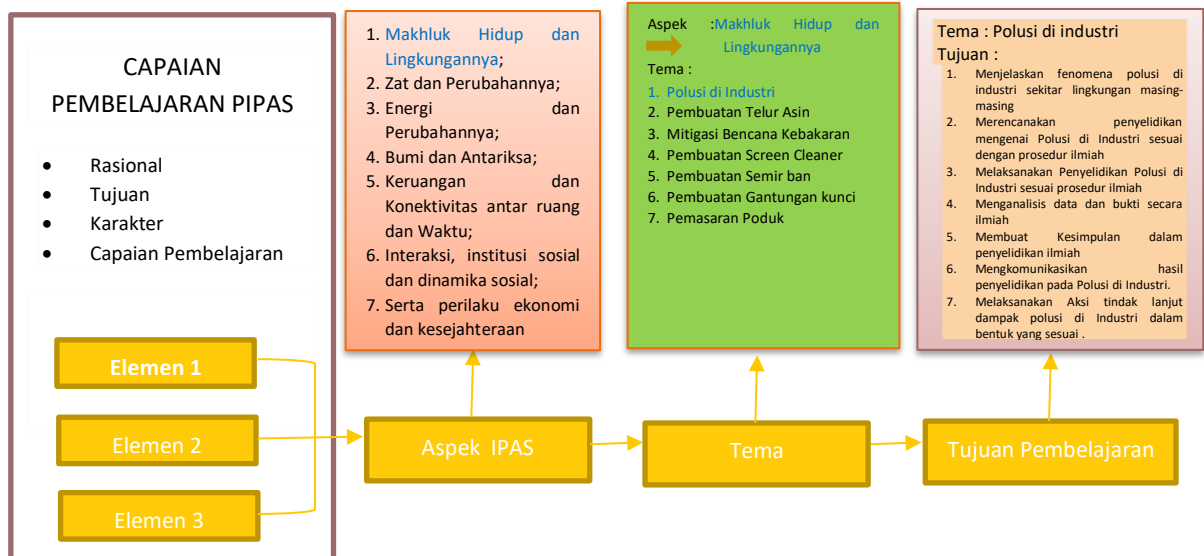 CAPAIAN
PEMBELAJARAN PIPAS
• Rasional
• Tujuan
• Karakter
• Capaian Pembelajaran
Elemen 1
Elemen 2
Elemen 3
1. Makhluk Hidup dan
Lingkungannya;
2. Zat dan Perubahannya;
3. Energi dan
Perubahannya;
4. Bumi dan Antariksa;
5. Keruangan dan
Konektivitas antar ruang
dan Waktu;
6. Interaksi, institusi sosial
dan dinamika sosial;
7. Serta perilaku ekonomi
dan kesejahteraan
Aspek IPAS
Aspek :Makhluk Hidup dan
Lingkungannya
Tema :
1. Polusi di Industri
2. Pembuatan Telur Asin
3. Mitigasi Bencana Kebakaran
4. Pembuatan Screen Cleaner
5. Pembuatan Semir ban
6. Pembuatan Gantungan kunci
7. Pemasaran Poduk
Tema
Tema : Polusi di industri
Tujuan :
1. Menjelaskan fenomena polusi di
industri sekitar lingkungan masing-
masing
2. Merencanakan penyelidikan
mengenai Polusi di Industri sesuai
dengan prosedur ilmiah
3. Melaksanakan Penyelidikan Polusi di
Industri sesuai prosedur ilmiah
4. Menganalisis data dan bukti secara
ilmiah
5. Membuat Kesimpulan dalam
penyelidikan ilmiah
6. Mengkomunikasikan hasil
penyelidikan pada Polusi di Industri.
7. Melaksanakan Aksi tindak lanjut
dampak polusi di Industri dalam
bentuk yang sesuai .
Tujuan Pembelajaran